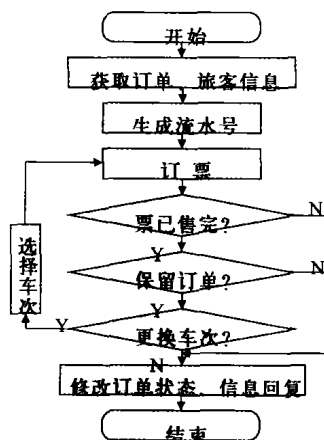 开始
获取订单、旅客信息
生成流水号
订票
票已售完?
N
Y
保留订单?
N
Y
更换车次?
Y
选择车次
N
修改订单状态、信息回复
结束